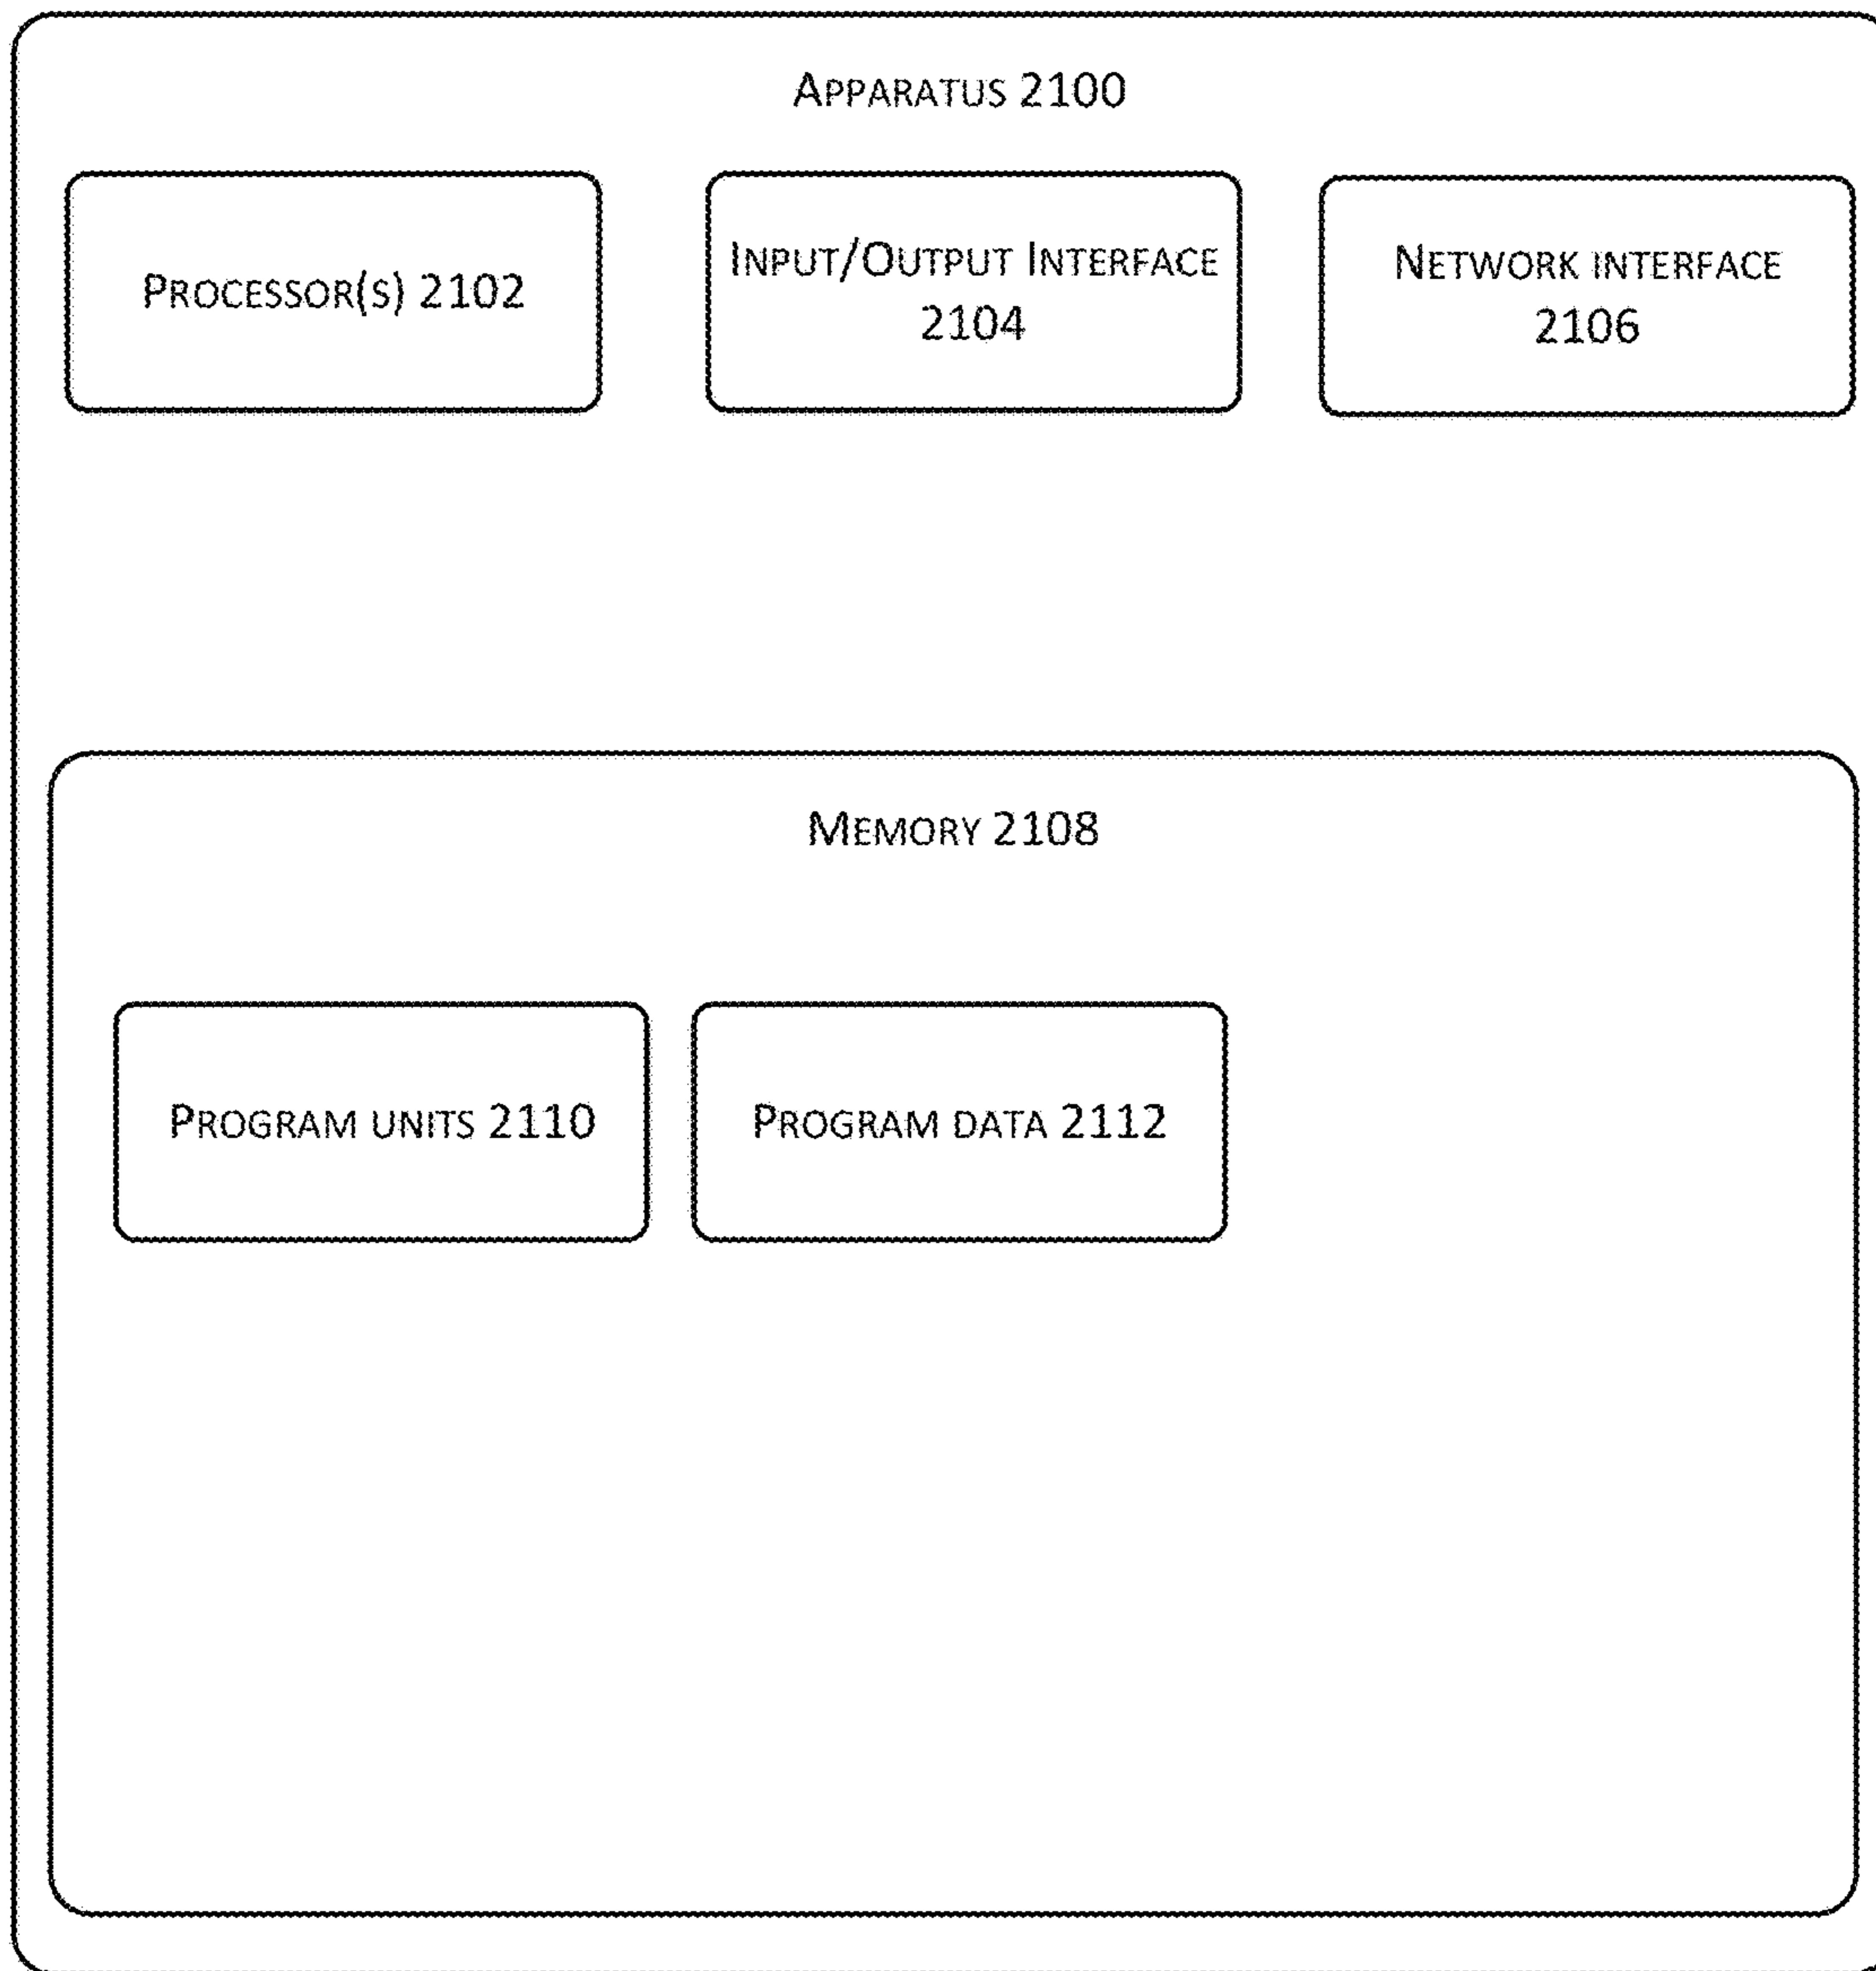 APPARATUS 2100
PROCESSOR(S) 2102
INPUT/OUTPUT INTERFACE
2104
NETWORK INTERFACE
2106
MEMORY 2108
PROGRAM UNITS 2110
PROGRAM DATA 2112